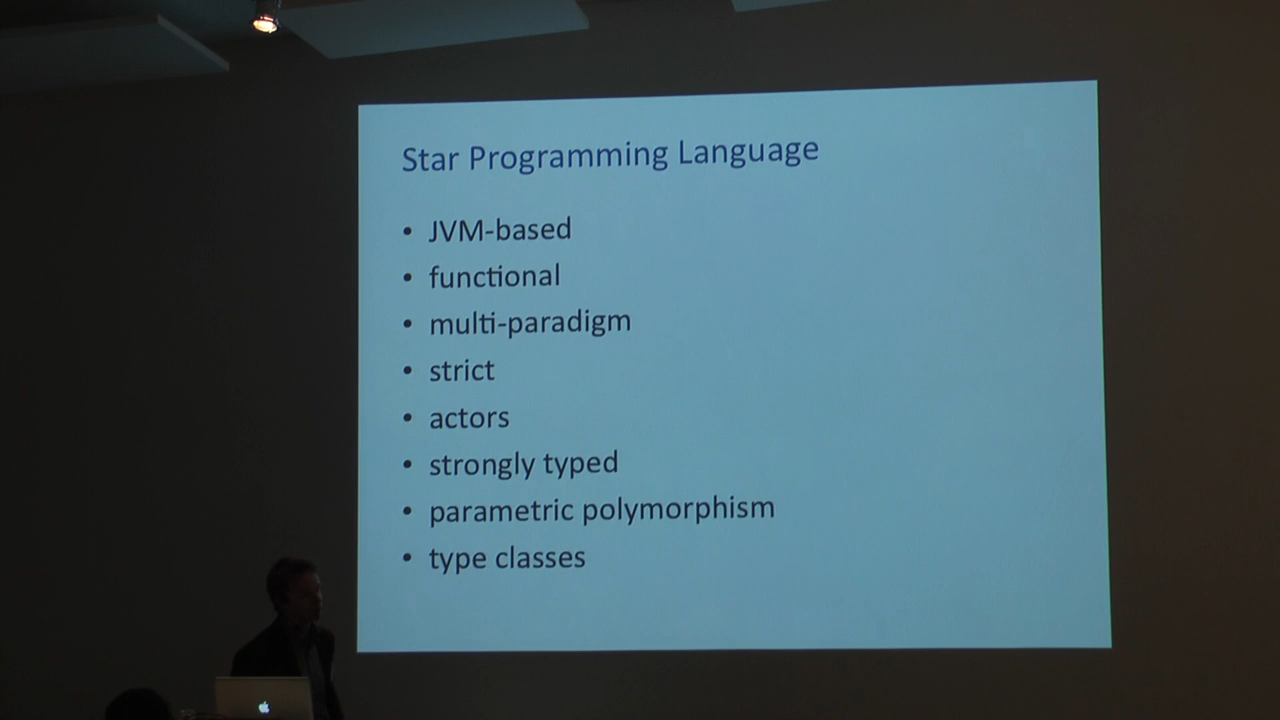 Star Programming Language
• JVM-based
• functional
• multi-paradigm
• strict
• actors
• strongly typed
• parametric polymorphism
• type classes